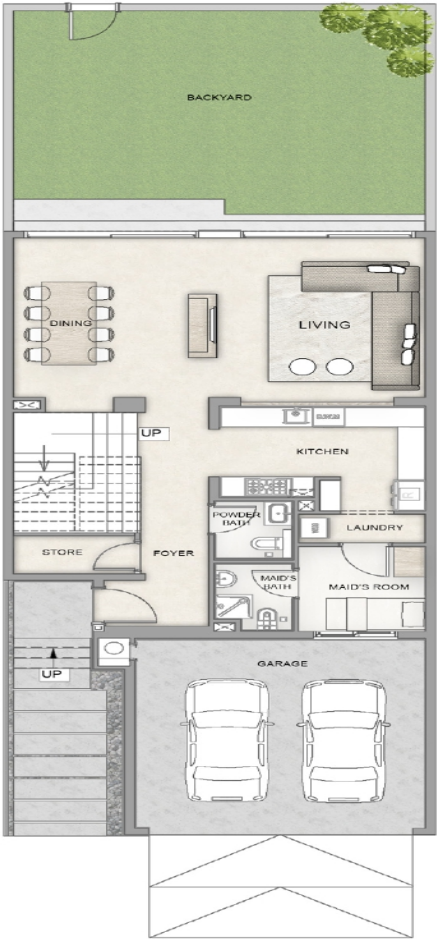 BACKYARD
DINING
LIVING
UP
KITCHEN
POWDER
BATH
LAUNDRY
STORE
FOYER
MAID'S
BATH
MAID'S ROOM
GARAGE
UP